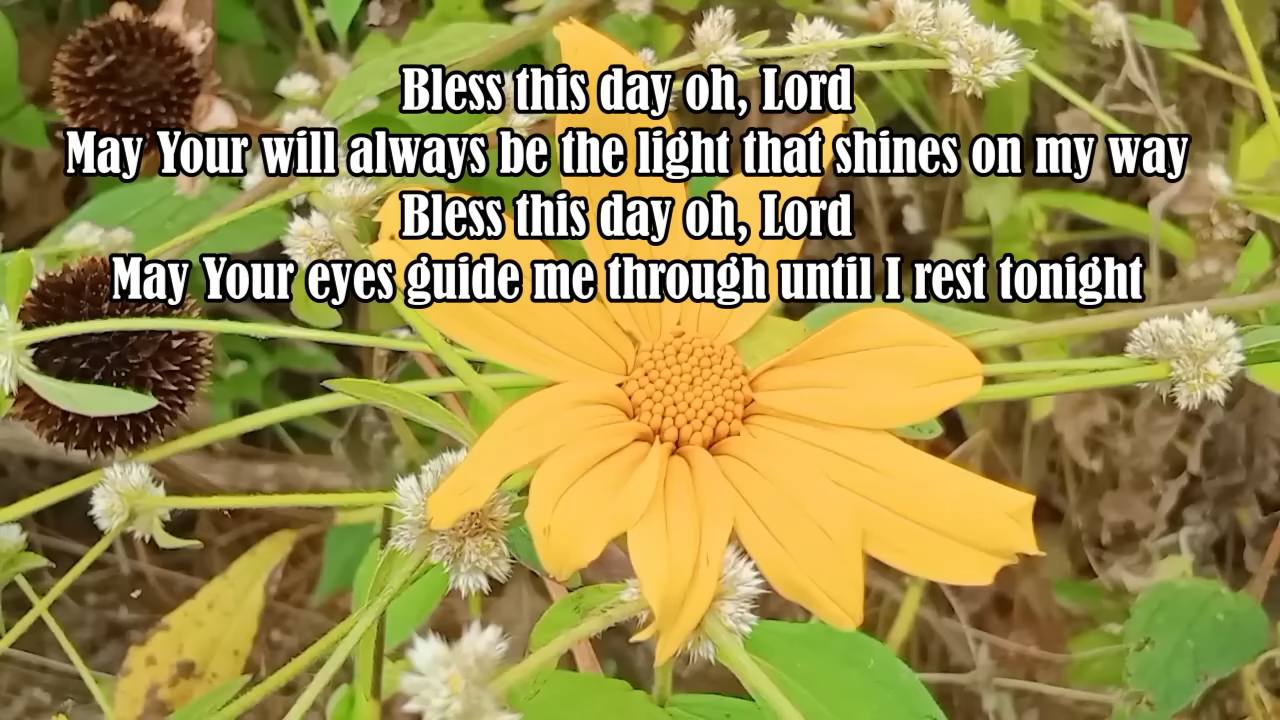 Bless this day oh, Lord
May Your will always be the light that shines on my way
Bless this day oh, Lord
May Your eyes guide me through until I rest tonight